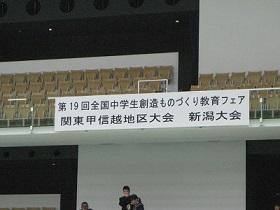 第19回全国中学生創造ものづくり教育フェア
関東甲信越地区大会　新潟大会